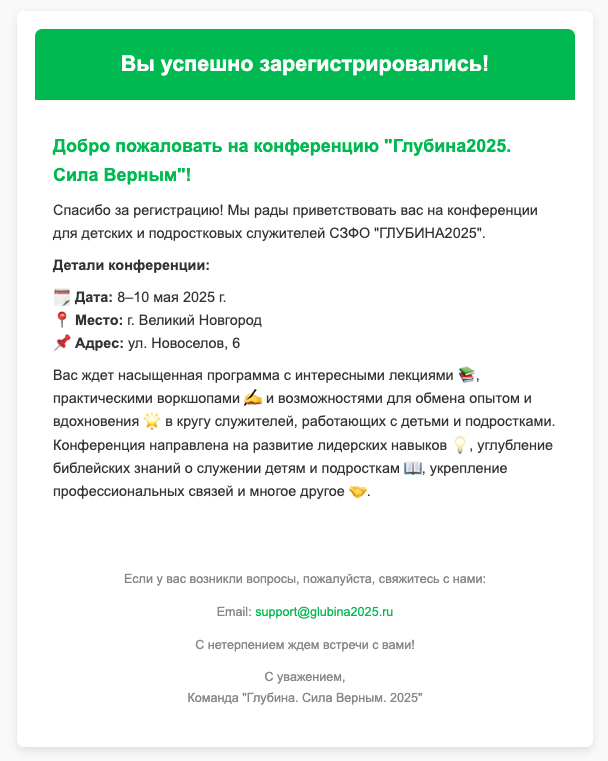 Вы успешно зарегистрировались!
Добро пожаловать на конференцию "Глубина2025.
Сила Верным"!
Спасибо за регистрацию! Мы рады приветствовать вас на конференции
для детских и подростковых служителей СЗФО "ГЛУБИНА2025".
Детали конференции:
🗓️ Дата: 8–10 мая 2025 г.
📍 Место: г. Великий Новгород
📌 Адрес: ул. Новоселов, 6
Вас ждет насыщенная программа с интересными лекциями 📚,
практическими воркшопами ✍️ и возможностями для обмена опытом и
вдохновения 🌟 в кругу служителей, работающих с детьми и подростками.
Конференция направлена на развитие лидерских навыков 💡, углубление
библейских знаний о служении детям и подросткам 📖, укрепление
профессиональных связей и многое другое 🤝.
Если у вас возникли вопросы, пожалуйста, свяжитесь с нами:
Email: support@glubina2025.ru
С нетерпением ждем встречи с вами!
С уважением,
Команда "Глубина. Сила Верным. 2025"